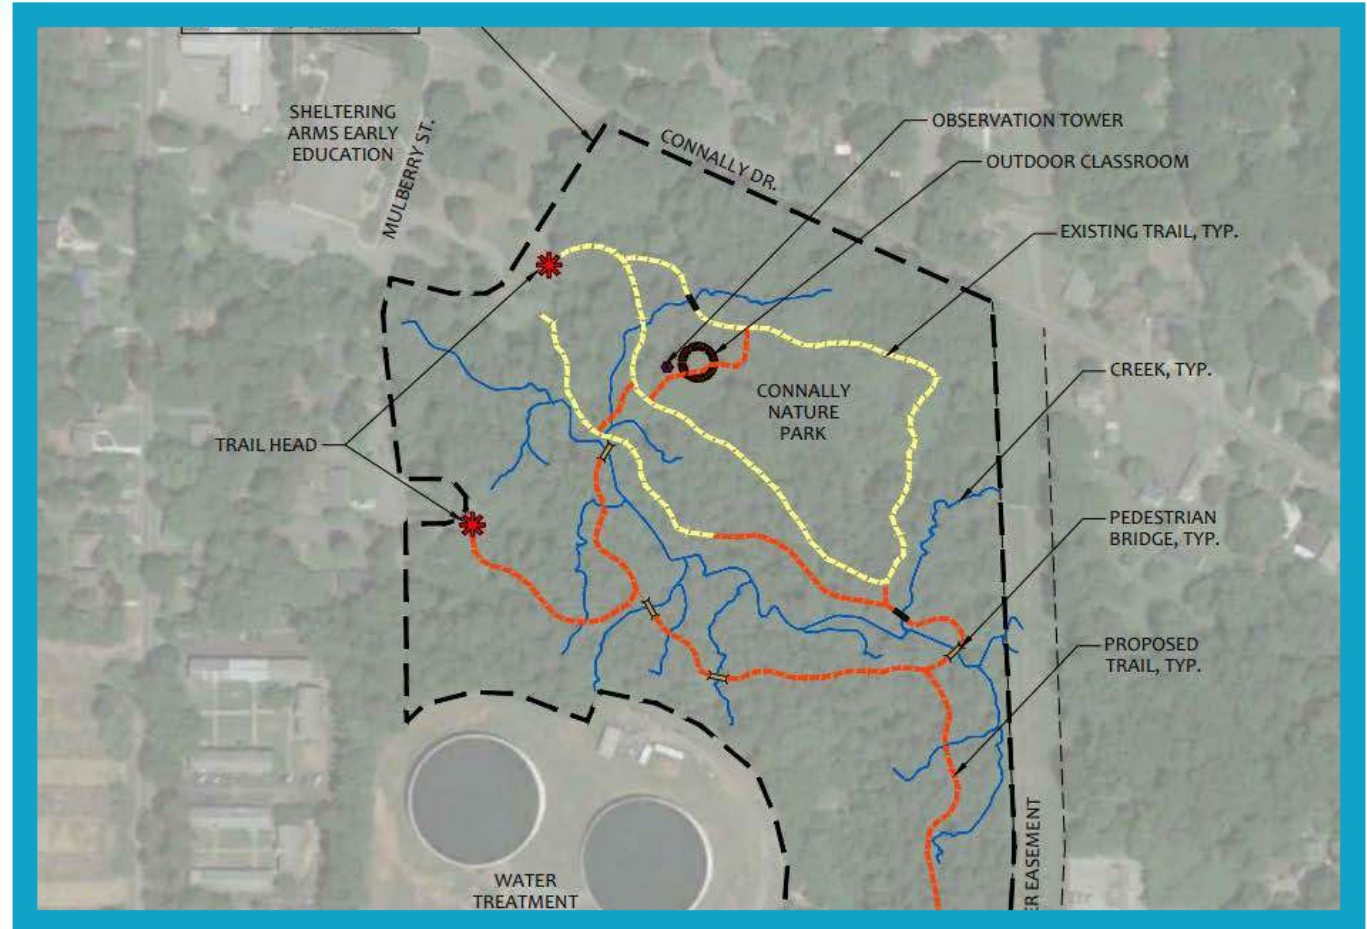 SHELTERING
ARMS EARLY
EDUCATION
MULBERRY ST.
CONNALLY DR.
OBSERVATION TOWER
OUTDOOR CLASSROOM
EXISTING TRAIL, TYP.
CREEK, TYP.
CONNALLY
NATURE
PARK
TRAIL HEAD
PEDESTRIAN
BRIDGE, TYP.
PROPOSED
TRAIL, TYP.
WATER
TREATMENT
ER EASEMENT